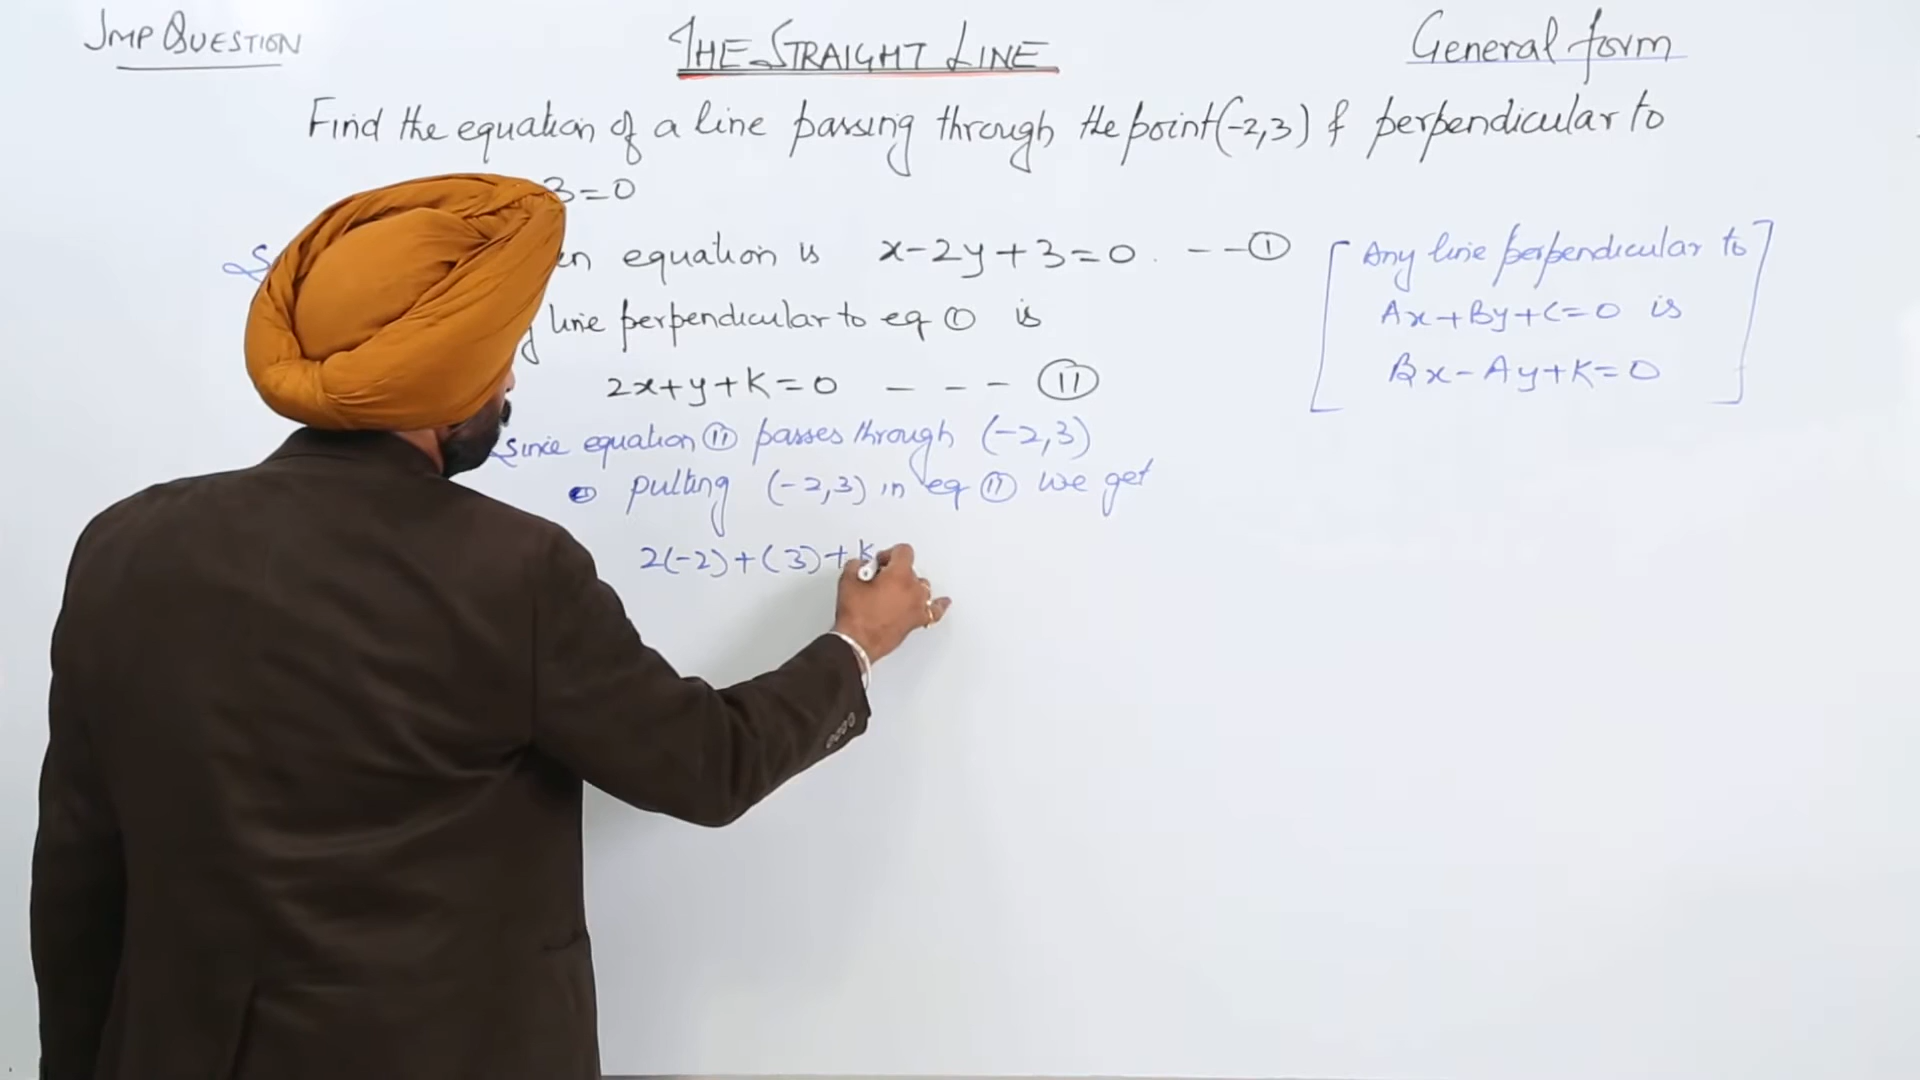 IMP QUESTION
THE STRAIGHT LINE
General form
Find the equation of a line passing through the point (-2,3) & perpendicular to
3=0
equation is x-2y+3=0. --①
line perpendicular to eq ① is
2x+y+k=0 --- ⑪
Since equation ⑪ passes through (-2,3)
putting (-2,3) in eq ⑪ we get
2(-2)+(3)+k
[Any line perpendicular to]
Ax+By+C=0 is
Bx-Ay+K=0